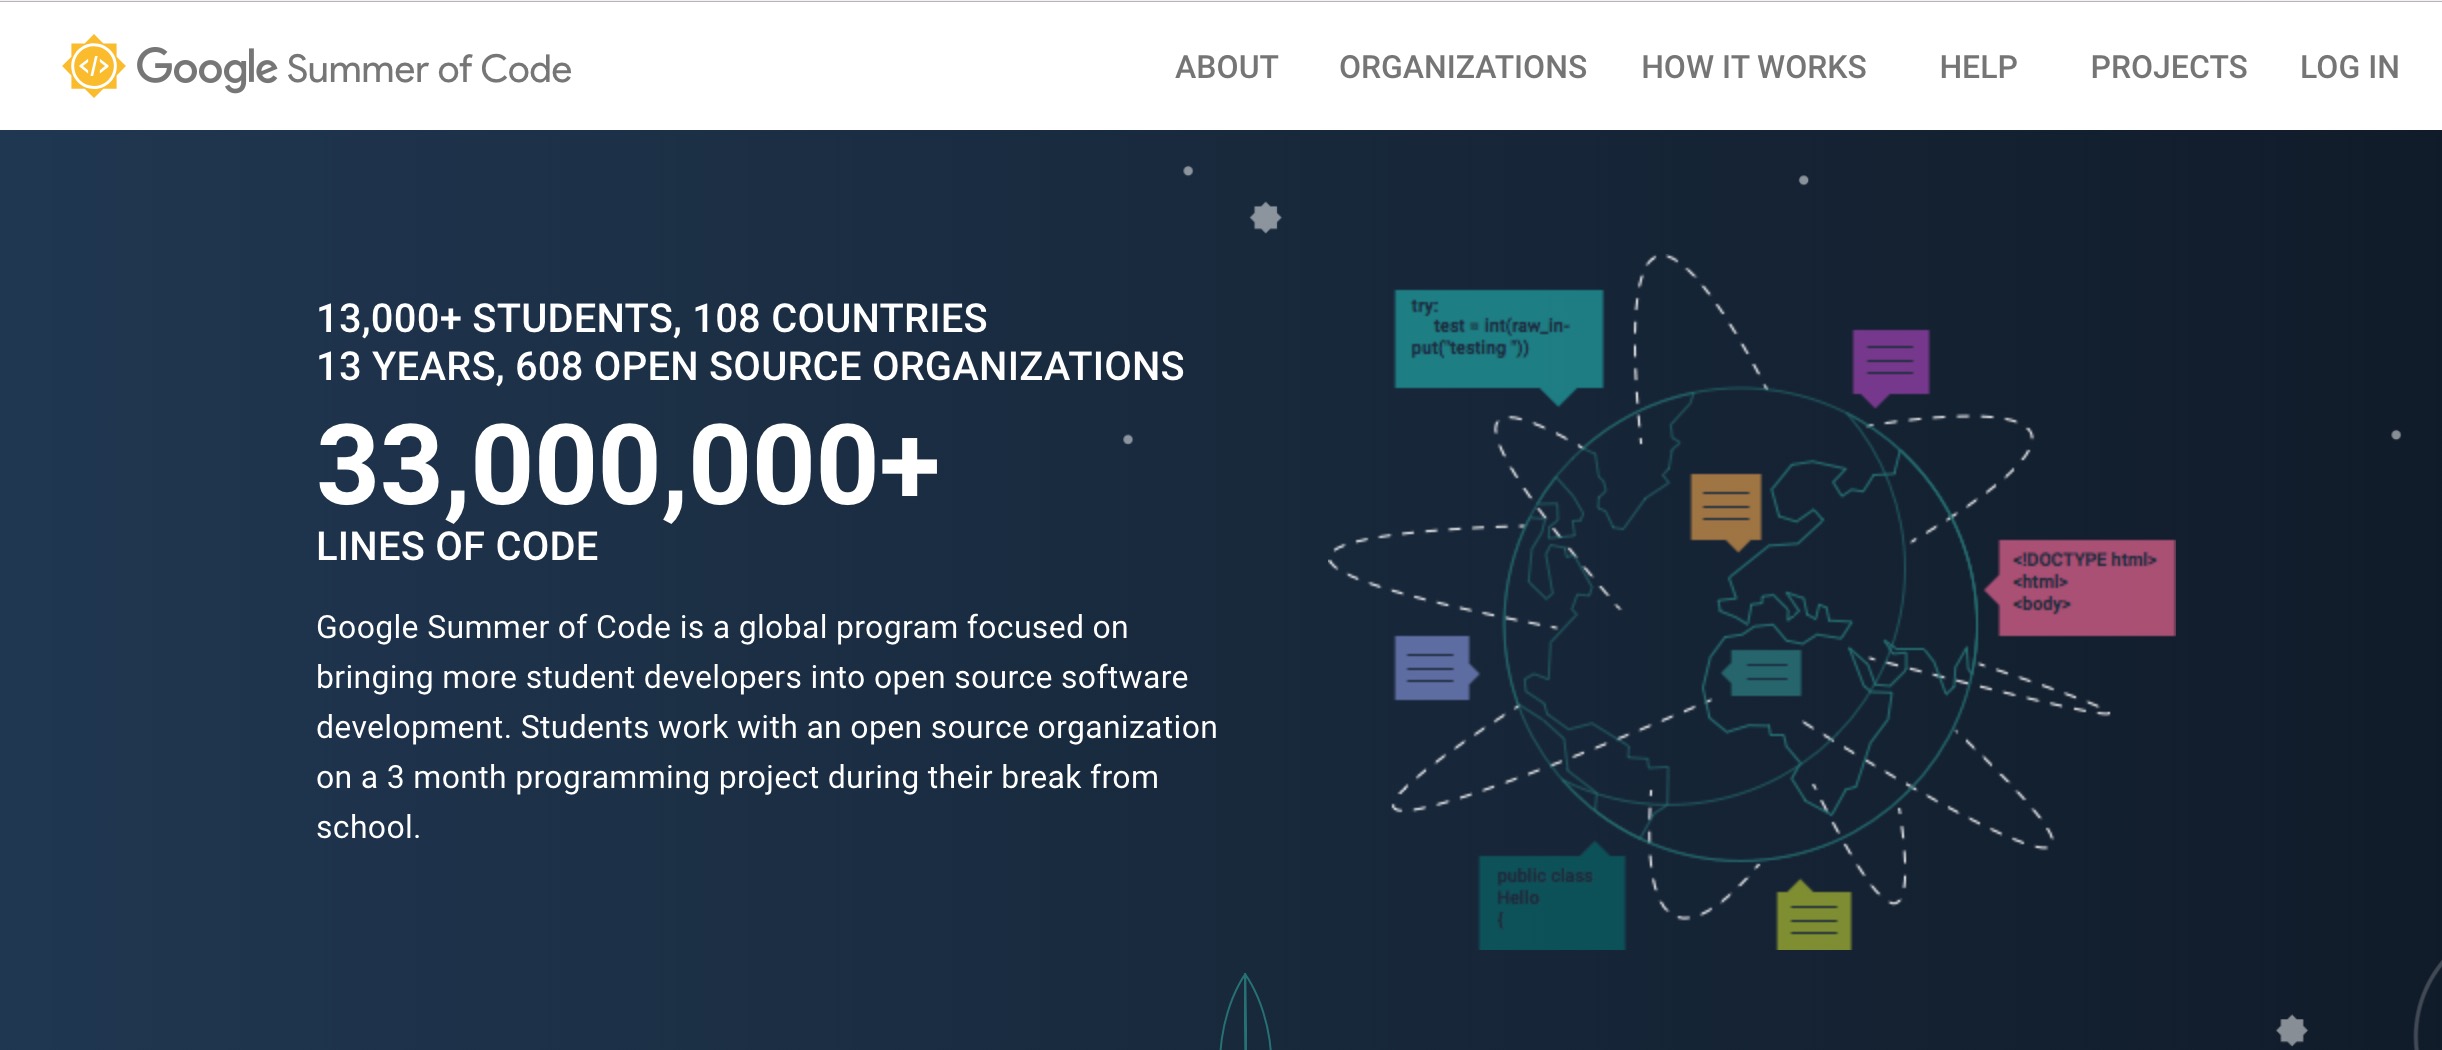 Google Summer of Code
ABOUT ORGANIZATIONS HOW IT WORKS HELP PROJECTS LOG IN
13,000+ STUDENTS, 108 COUNTRIES
13 YEARS, 608 OPEN SOURCE ORGANIZATIONS
33,000,000+
LINES OF CODE
Google Summer of Code is a global program focused on
bringing more student developers into open source software
development. Students work with an open source organization
on a 3 month programming project during their break from
school.
try:
test = int(raw_in-
put("testing "))
<!DOCTYPE html>
<html>
<body>
public class
Hello
{